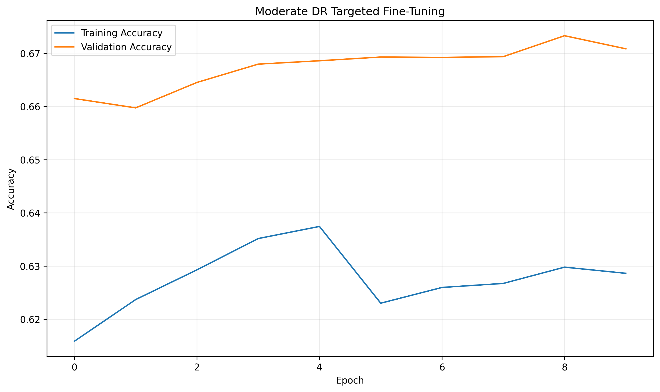 Moderate DR Targeted Fine-Tuning
Training Accuracy
Validation Accuracy
0.67
0.66
0.65
0.64
0.63
0.62
Accuracy
0 2 4 6 8
Epoch